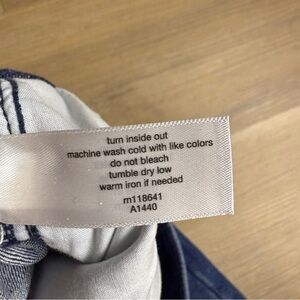 turn inside out
machine wash cold with like colors
do not bleach
tumble dry low
warm iron if needed
rn118641
A1440